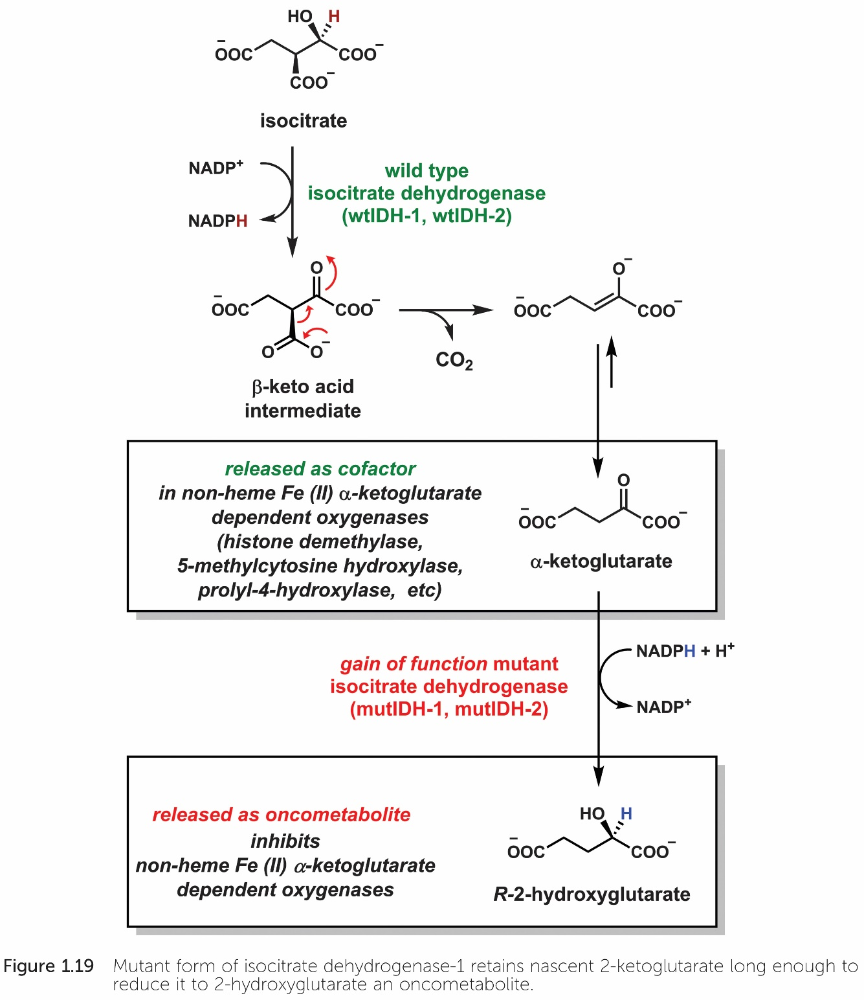 HO H
⁻OOC COO⁻
COO⁻
isocitrate
NADP⁺
NADPH
wild type
isocitrate dehydrogenase
(wtIDH-1, wtIDH-2)
O
⁻OOC COO⁻
O O⁻
β-keto acid
intermediate
CO₂
O⁻
⁻OOC COO⁻
released as cofactor
in non-heme Fe (II) α-ketoglutarate
dependent oxygenases
(histone demethylase,
5-methylcytosine hydroxylase,
prolyl-4-hydroxylase, etc)
O
⁻OOC COO⁻
α-ketoglutarate
gain of function mutant
isocitrate dehydrogenase
(mutIDH-1, mutIDH-2)
NADPH + H⁺
NADP⁺
released as oncometabolite
inhibits
non-heme Fe (II) α-ketoglutarate
dependent oxygenases
HO H
⁻OOC COO⁻
R-2-hydroxyglutarate
Figure 1.19 Mutant form of isocitrate dehydrogenase-1 retains nascent 2-ketoglutarate long enough to
reduce it to 2-hydroxyglutarate an oncometabolite.